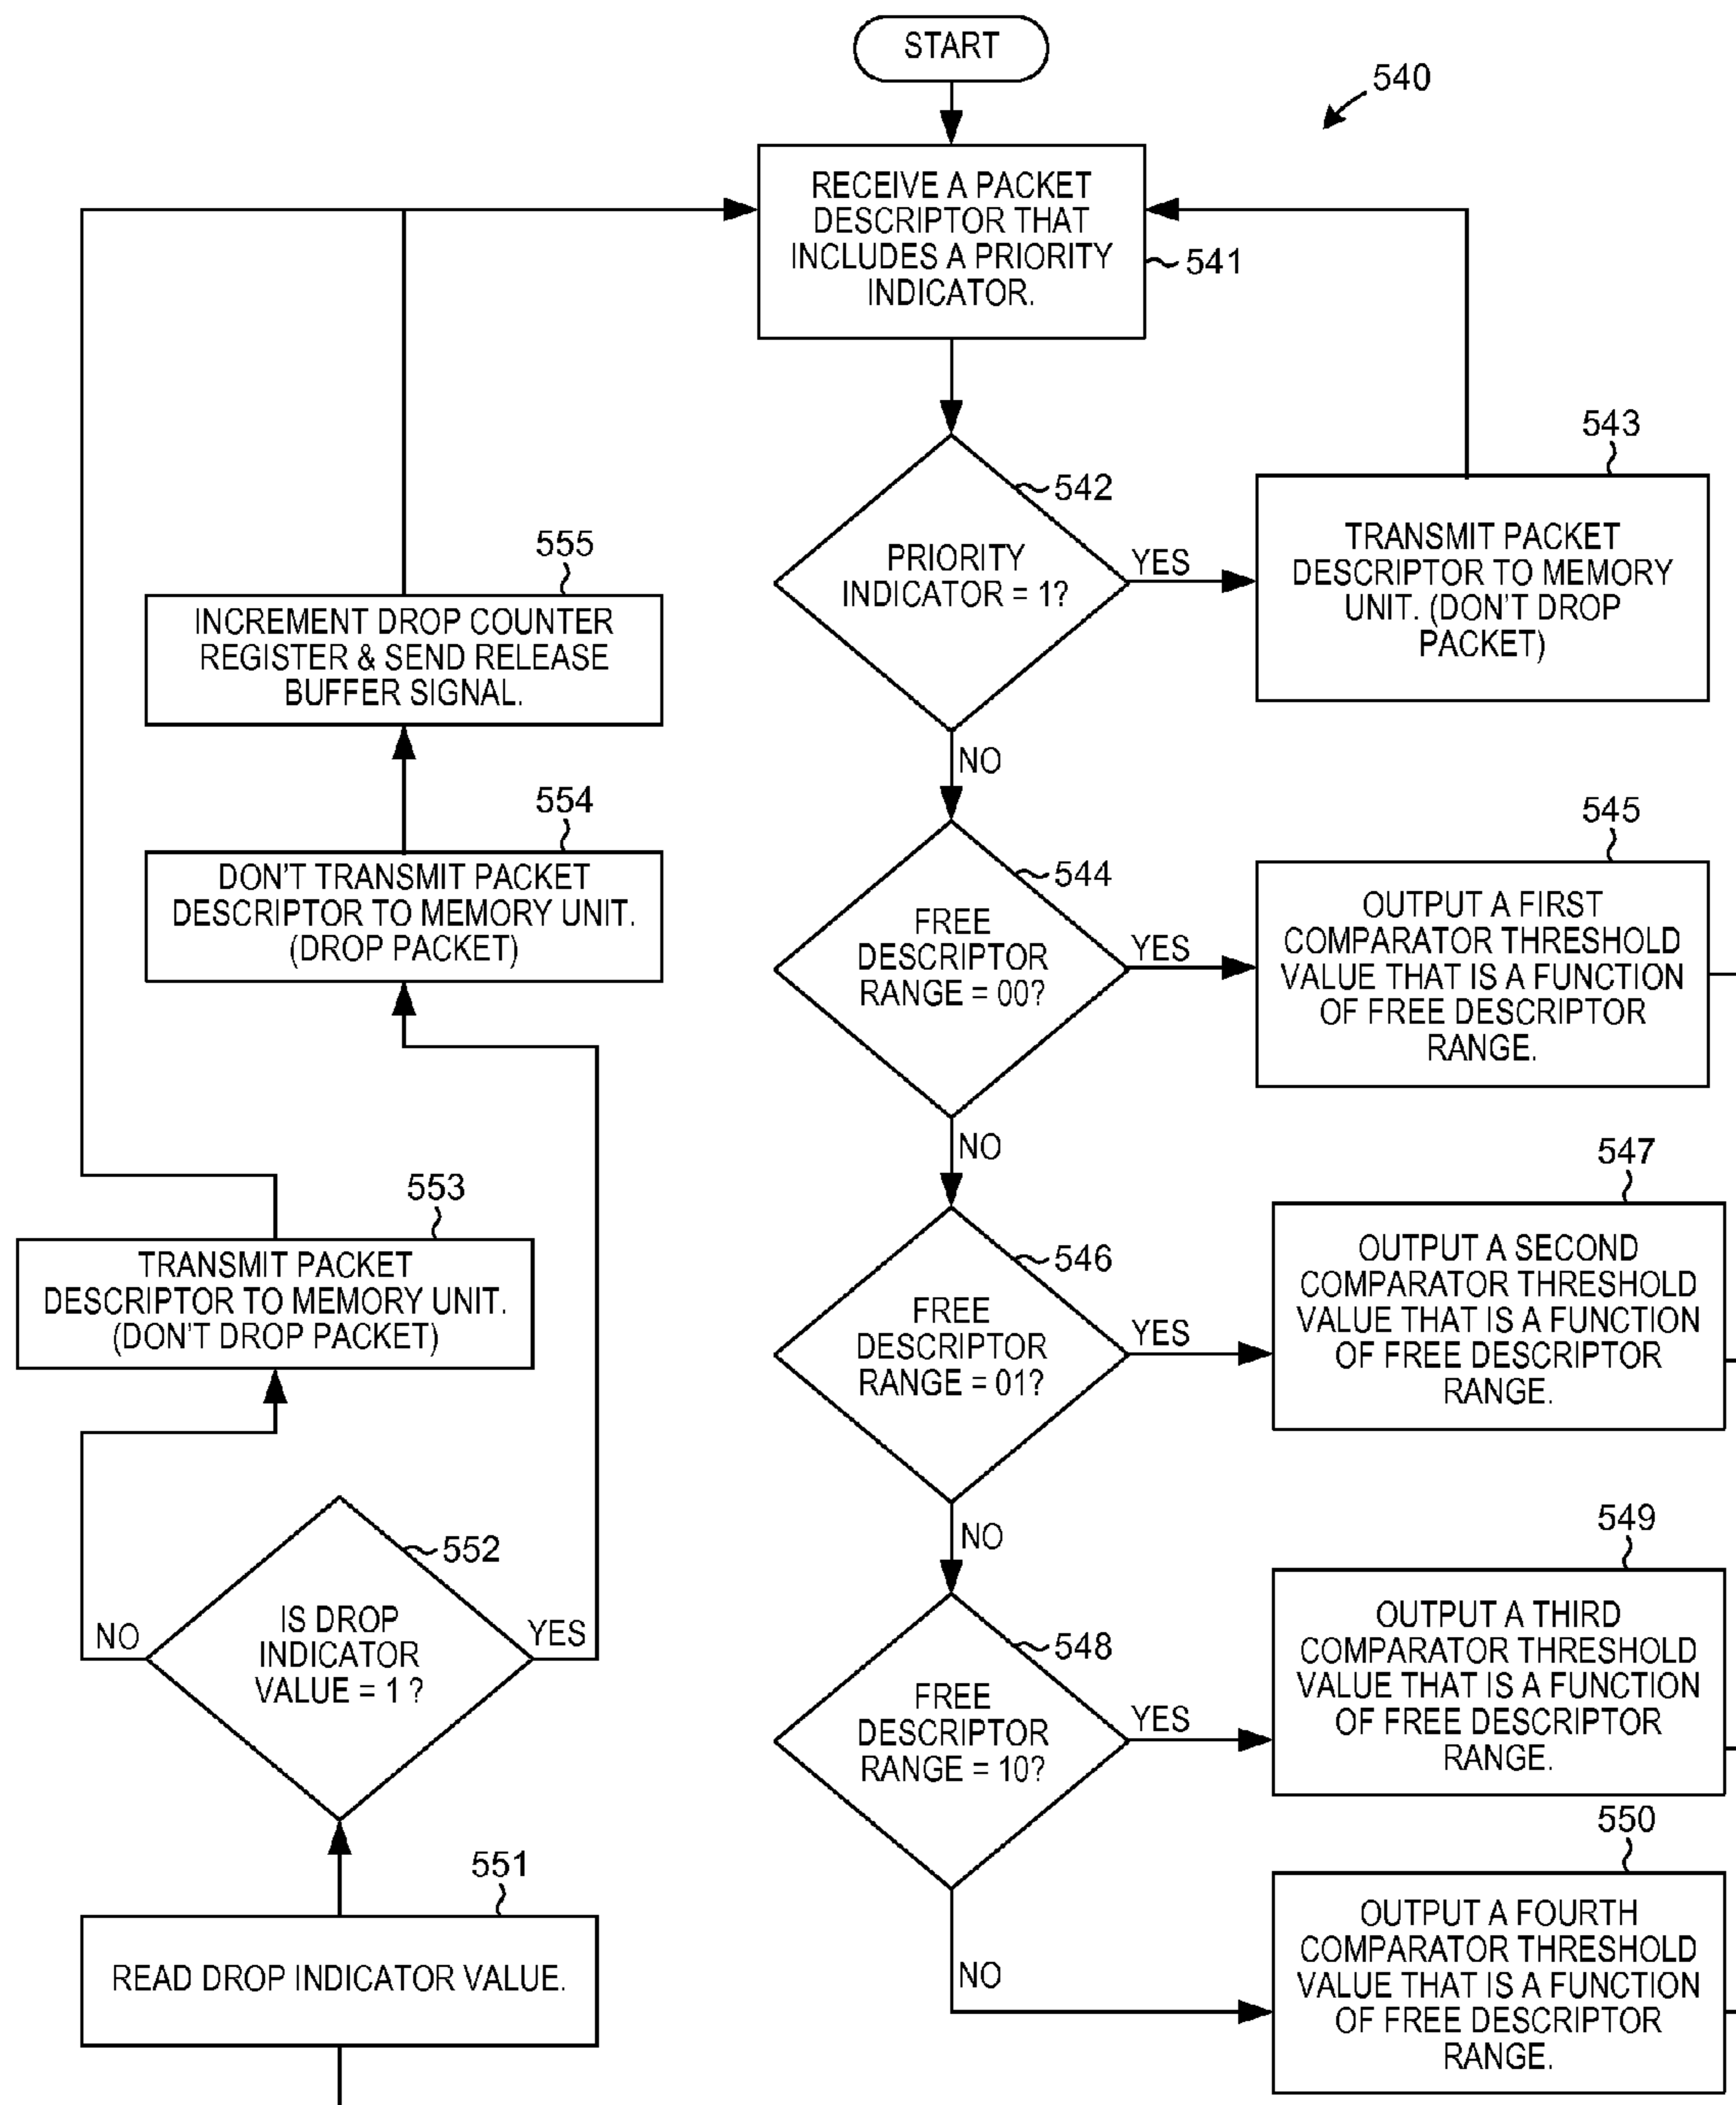 START
540
RECEIVE A PACKET
DESCRIPTOR THAT
INCLUDES A PRIORITY
INDICATOR.
541
542
PRIORITY
INDICATOR = 1?
YES
NO
543
TRANSMIT PACKET
DESCRIPTOR TO MEMORY
UNIT. (DON'T DROP
PACKET)
544
FREE
DESCRIPTOR
RANGE = 00?
YES
NO
545
OUTPUT A FIRST
COMPARATOR THRESHOLD
VALUE THAT IS A FUNCTION
OF FREE DESCRIPTOR
RANGE.
546
FREE
DESCRIPTOR
RANGE = 01?
YES
NO
547
OUTPUT A SECOND
COMPARATOR THRESHOLD
VALUE THAT IS A FUNCTION
OF FREE DESCRIPTOR
RANGE.
548
FREE
DESCRIPTOR
RANGE = 10?
YES
NO
549
OUTPUT A THIRD
COMPARATOR THRESHOLD
VALUE THAT IS A FUNCTION
OF FREE DESCRIPTOR
RANGE.
550
OUTPUT A FOURTH
COMPARATOR THRESHOLD
VALUE THAT IS A FUNCTION
OF FREE DESCRIPTOR
RANGE.
551
READ DROP INDICATOR VALUE.
552
IS DROP
INDICATOR
VALUE = 1 ?
NO
YES
553
TRANSMIT PACKET
DESCRIPTOR TO MEMORY UNIT.
(DON'T DROP PACKET)
554
DON'T TRANSMIT PACKET
DESCRIPTOR TO MEMORY UNIT.
(DROP PACKET)
555
INCREMENT DROP COUNTER
REGISTER & SEND RELEASE
BUFFER SIGNAL.